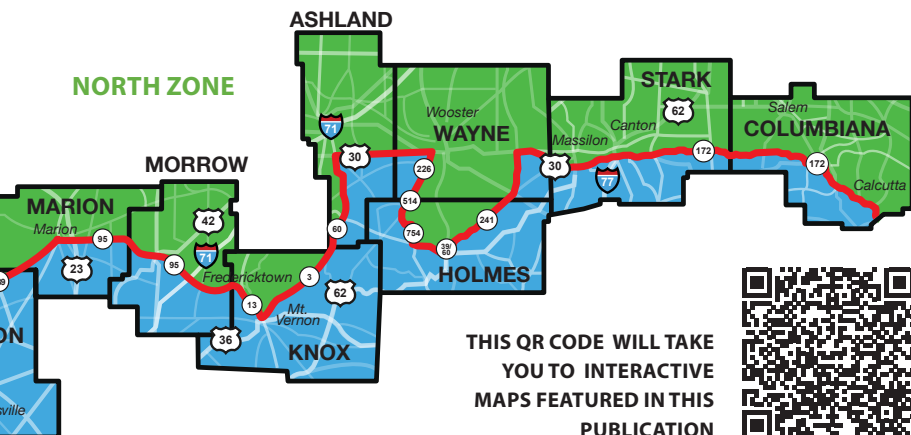 ASHLAND
NORTH ZONE
STARK
Wooster
62
Salem
WAYNE
Canton
COLUMBIANA
71
Massilon
MORROW
30
172
226
30
172
77
Calcutta
MARION
514
42
Marion
241
95
60
754
71
39/
60
95
23
Fredericktown
3
HOLMES
62
13
Mt.
Vernon
36
ON
KNOX
THIS QR CODE WILL TAKE
YOU TO INTERACTIVE
MAPS FEATURED IN THIS
PUBLICATION
sville